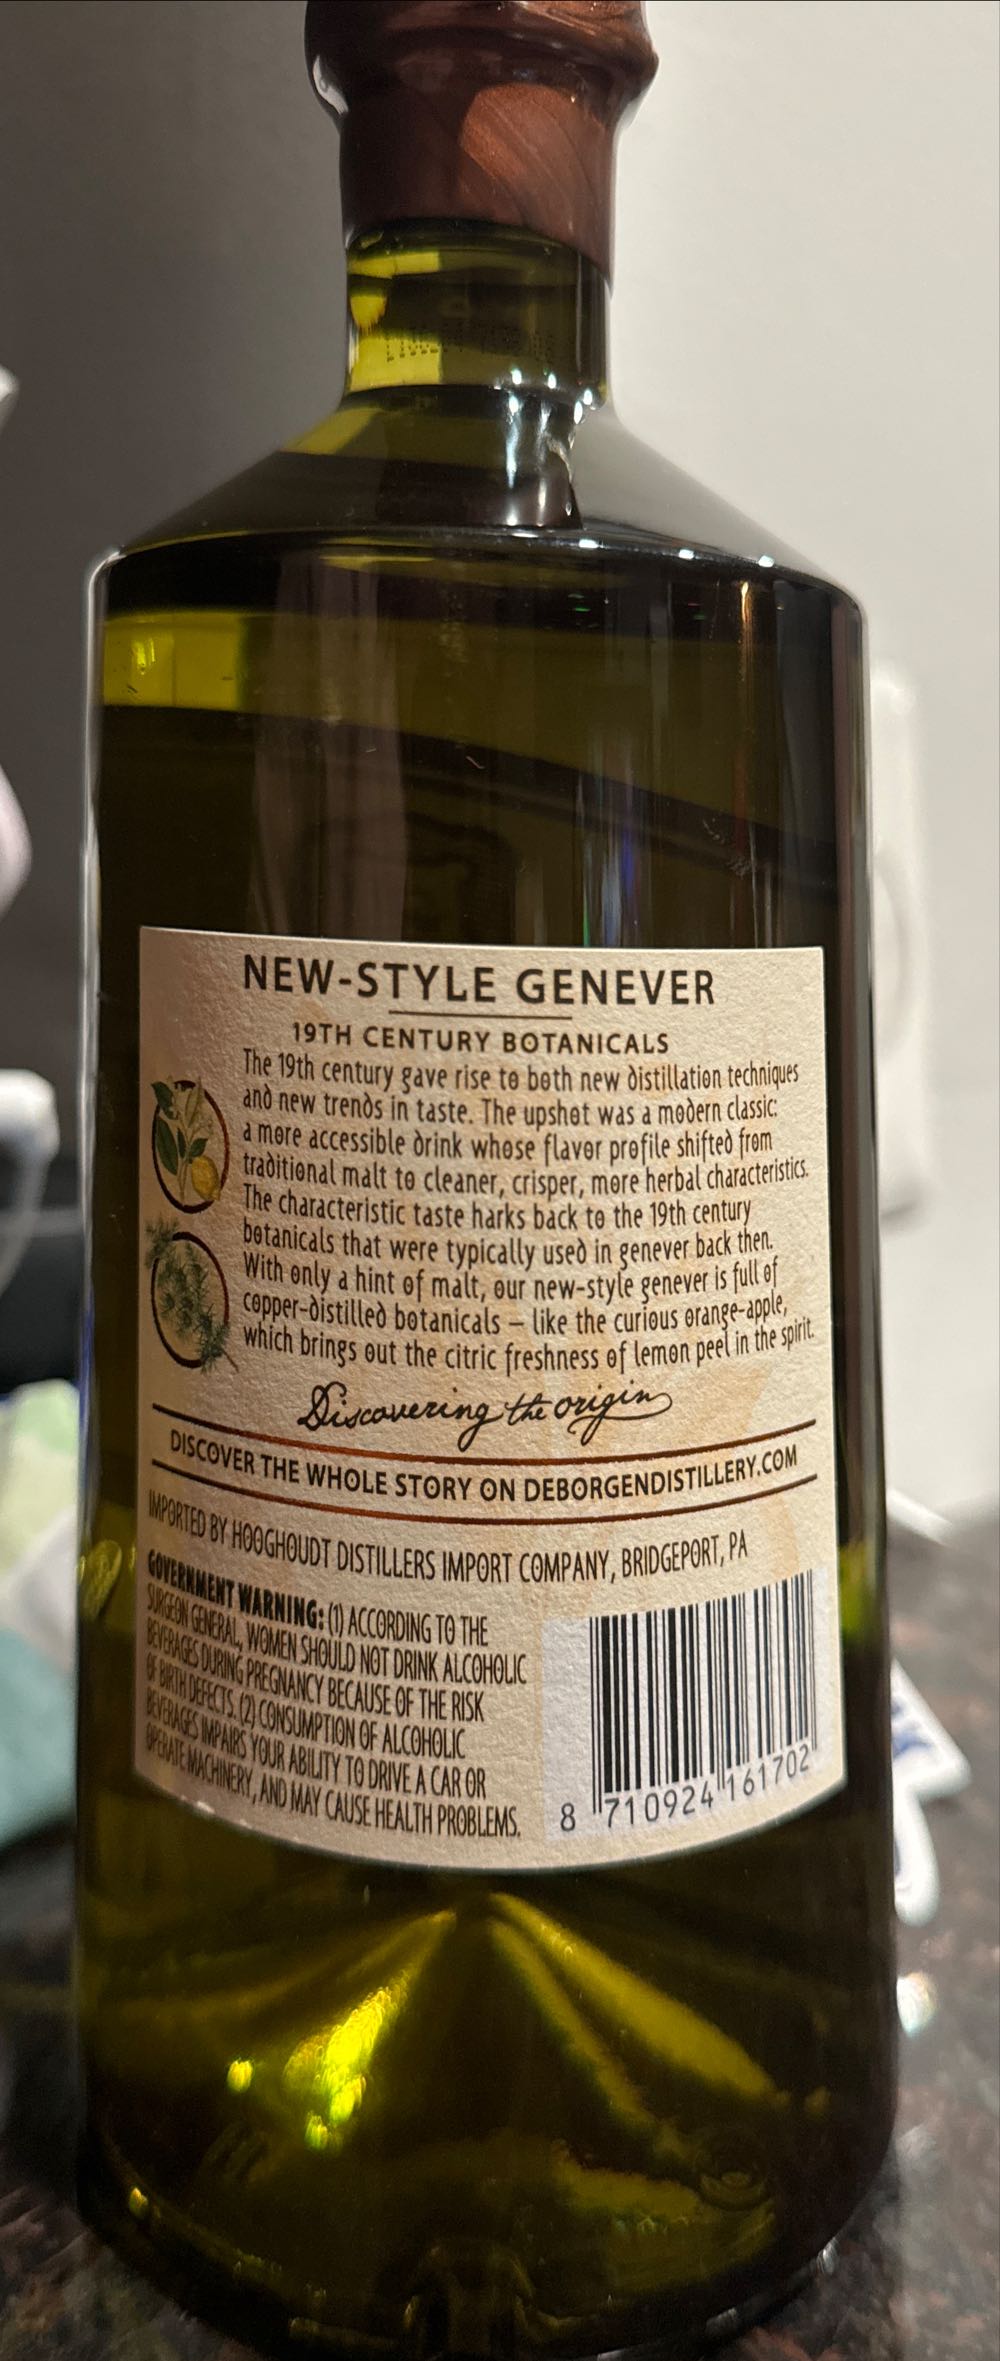 NEW-STYLE GENEVER
19TH CENTURY BOTANICALS
The 19th century gave rise to both new distillation techniques
and new trends in taste. The upshot was a modern classic:
a more accessible drink whose flavor profile shifted from
traditional malt to cleaner, crisper, more herbal characteristics.
The characteristic taste harks back to the 19th century
botanicals that were typically used in genever back then.
With only a hint of malt, our new-style genever is full of
copper-distilled botanicals – like the curious orange-apple,
which brings out the citric freshness of lemon peel in the spirit.
Discovering the origin
DISCOVER THE WHOLE STORY ON DEBORGENDISTILLERY.COM
IMPORTED BY HOOGHOUDT DISTILLERS IMPORT COMPANY, BRIDGEPORT, PA
GOVERNMENT WARNING: (1) ACCORDING TO THE
SURGEON GENERAL, WOMEN SHOULD NOT DRINK ALCOHOLIC
BEVERAGES DURING PREGNANCY BECAUSE OF THE RISK
OF BIRTH DEFECTS. (2) CONSUMPTION OF ALCOHOLIC
BEVERAGES IMPAIRS YOUR ABILITY TO DRIVE A CAR OR
OPERATE MACHINERY, AND MAY CAUSE HEALTH PROBLEMS.
8 710924 161702